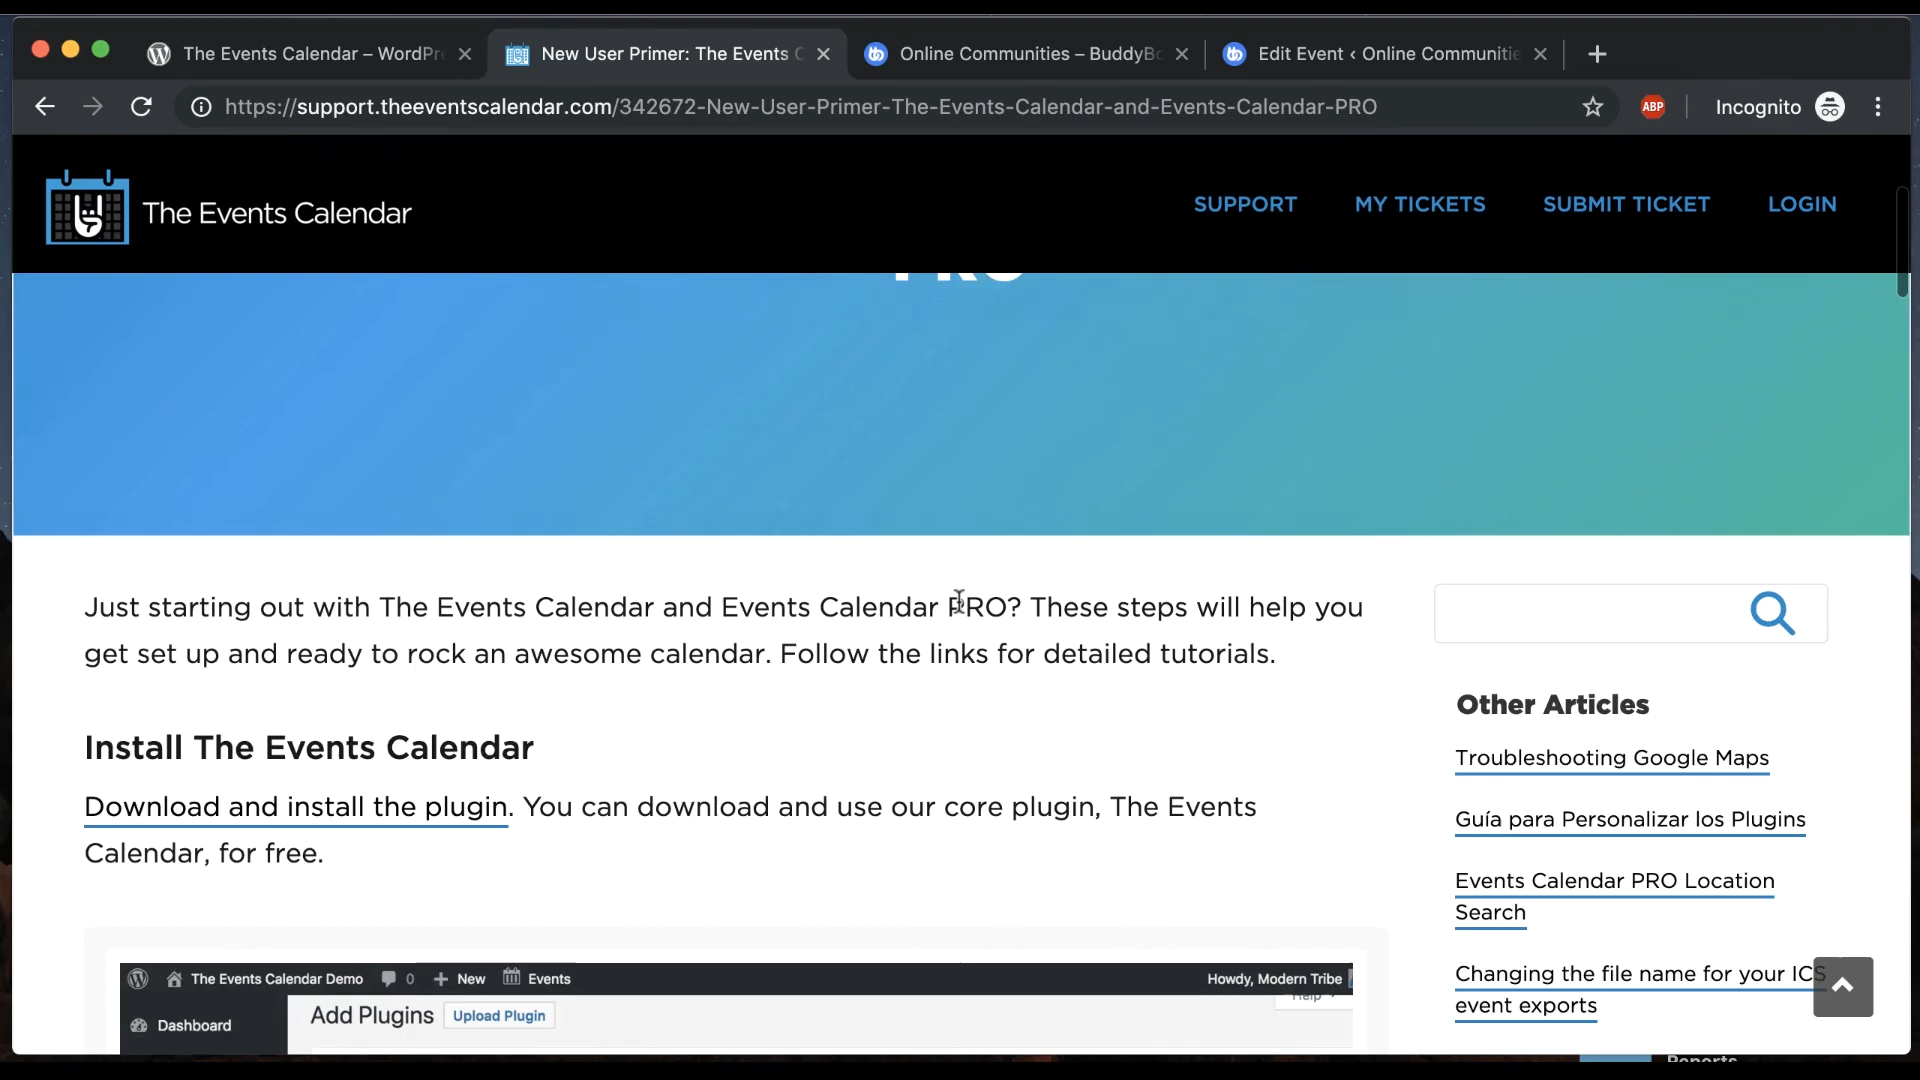 The Events Calendar – WordPr
New User Primer: The Events C
Online Communities – BuddyBo
Edit Event ‹ Online Communitie
https://support.theeventscalendar.com/342672-New-User-Primer-The-Events-Calendar-and-Events-Calendar-PRO
ABP
Incognito
The Events Calendar
SUPPORT
MY TICKETS
SUBMIT TICKET
LOGIN
PRO
Just starting out with The Events Calendar and Events Calendar PRO? These steps will help you
get set up and ready to rock an awesome calendar. Follow the links for detailed tutorials.
Install The Events Calendar
Download and install the plugin. You can download and use our core plugin, The Events
Calendar, for free.
The Events Calendar Demo
0
New
Events
Howdy, Modern Tribe
Help
Dashboard
Add Plugins
Upload Plugin
Other Articles
Troubleshooting Google Maps
Guía para Personalizar los Plugins
Events Calendar PRO Location
Search
Changing the file name for your ICS
event exports
Reports